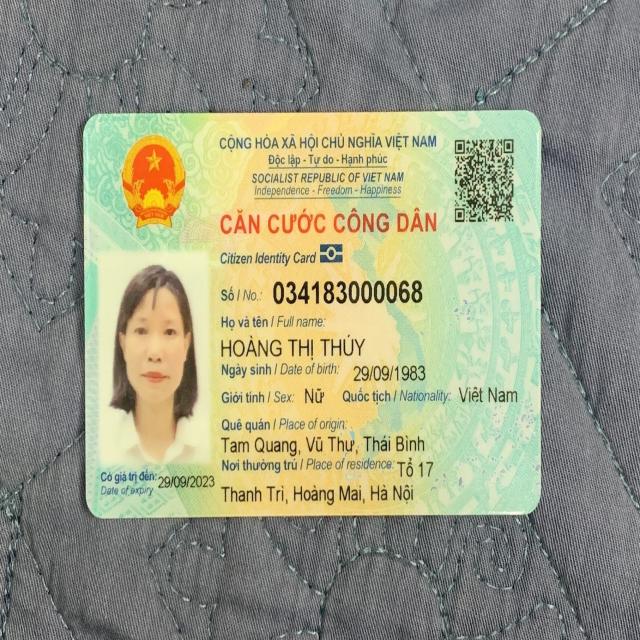 CỘNG HÒA XÃ HỘI CHỦ NGHĨA VIỆT NAM
Độc lập - Tự do - Hạnh phúc
SOCIALIST REPUBLIC OF VIET NAM
Independence - Freedom - Happiness
CĂN CƯỚC CÔNG DÂN
Citizen Identity Card
Số / No.: 034183000068
Họ và tên / Full name:
HOÀNG THỊ THỦY
Ngày sinh / Date of birth: 29/09/1983
Giới tính / Sex: Nữ Quốc tịch / Nationality: Việt Nam
Quê quán / Place of origin:
Tam Quang, Vũ Thư, Thái Bình
Nơi thường trú / Place of residence: Tổ 17
Thanh Trì, Hoàng Mai, Hà Nội
Có giá trị đến: 29/09/2023
Date of expiry